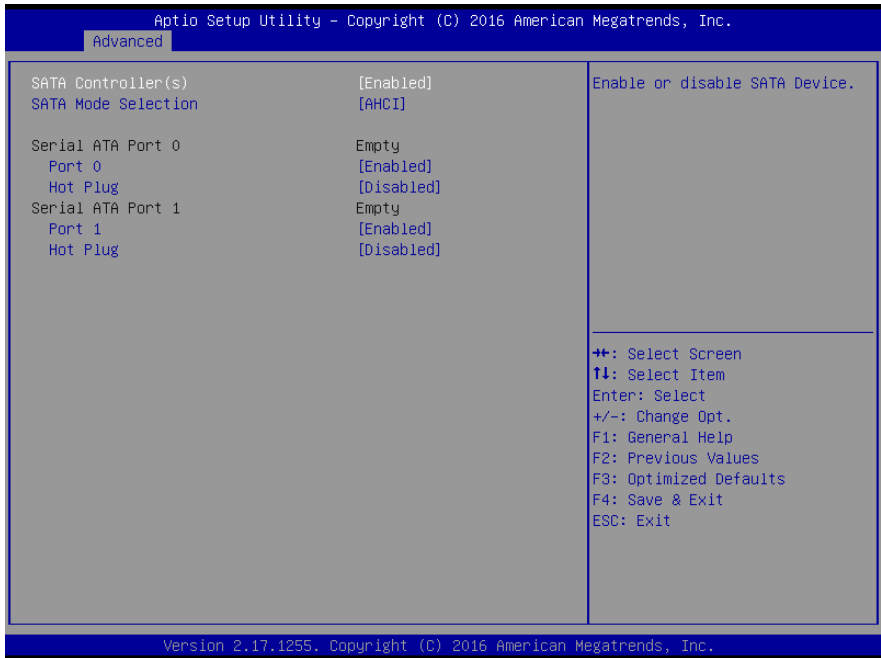 Aptio Setup Utility – Copyright (C) 2016 American Megatrends, Inc.
Advanced
SATA Controller(s) [Enabled]
SATA Mode Selection [AHCI]
Serial ATA Port 0 Empty
Port 0 [Enabled]
Hot Plug [Disabled]
Serial ATA Port 1 Empty
Port 1 [Enabled]
Hot Plug [Disabled]
Enable or disable SATA Device.
→←: Select Screen
↑↓: Select Item
Enter: Select
+/-: Change Opt.
F1: General Help
F2: Previous Values
F3: Optimized Defaults
F4: Save & Exit
ESC: Exit
Version 2.17.1255. Copyright (C) 2016 American Megatrends, Inc.